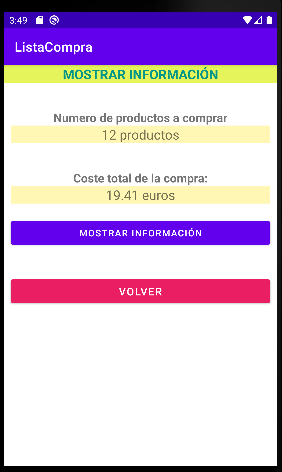 3:49
ListaCompra
MOSTRAR INFORMACIÓN
Numero de productos a comprar
12 productos
Coste total de la compra:
19.41 euros
MOSTRAR INFORMACIÓN
VOLVER